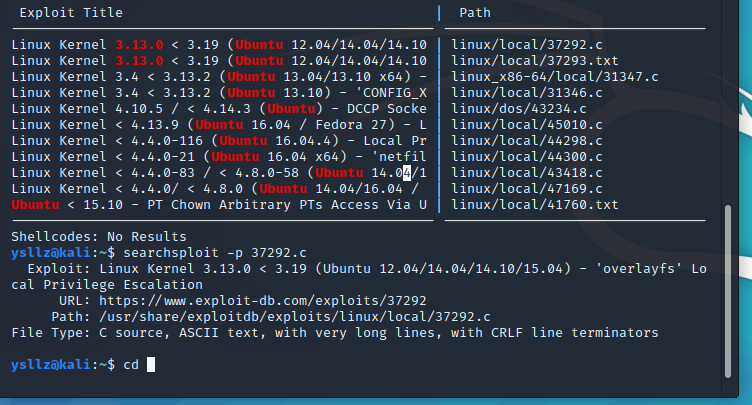 Exploit Title | Path
Linux Kernel 3.13.0 < 3.19 (Ubuntu 12.04/14.04/14.10 | linux/local/37292.c
Linux Kernel 3.13.0 < 3.19 (Ubuntu 12.04/14.04/14.10 | linux/local/37293.txt
Linux Kernel 3.4 < 3.13.2 (Ubuntu 13.04/13.10 x64) - | linux_x86-64/local/31347.c
Linux Kernel 3.4 < 3.13.2 (Ubuntu 13.10) - 'CONFIG_X | linux/local/31346.c
Linux Kernel 4.10.5 / < 4.14.3 (Ubuntu) - DCCP Socke | linux/dos/43234.c
Linux Kernel < 4.13.9 (Ubuntu 16.04 / Fedora 27) - L | linux/local/45010.c
Linux Kernel < 4.4.0-116 (Ubuntu 16.04.4) - Local Pr | linux/local/44298.c
Linux Kernel < 4.4.0-21 (Ubuntu 16.04 x64) - 'netfil | linux/local/44300.c
Linux Kernel < 4.4.0-83 / < 4.8.0-58 (Ubuntu 14.04/1 | linux/local/43418.c
Linux Kernel < 4.4.0/ < 4.8.0 (Ubuntu 14.04/16.04 / | linux/local/47169.c
Ubuntu < 15.10 - PT Chown Arbitrary PTs Access Via U | linux/local/41760.txt
Shellcodes: No Results
ysllz@kali:~$ searchsploit -p 37292.c
Exploit: Linux Kernel 3.13.0 < 3.19 (Ubuntu 12.04/14.04/14.10/15.04) - 'overlayfs' Lo
cal Privilege Escalation
URL: https://www.exploit-db.com/exploits/37292
Path: /usr/share/exploitdb/exploits/linux/local/37292.c
File Type: C source, ASCII text, with very long lines, with CRLF line terminators
ysllz@kali:~$ cd